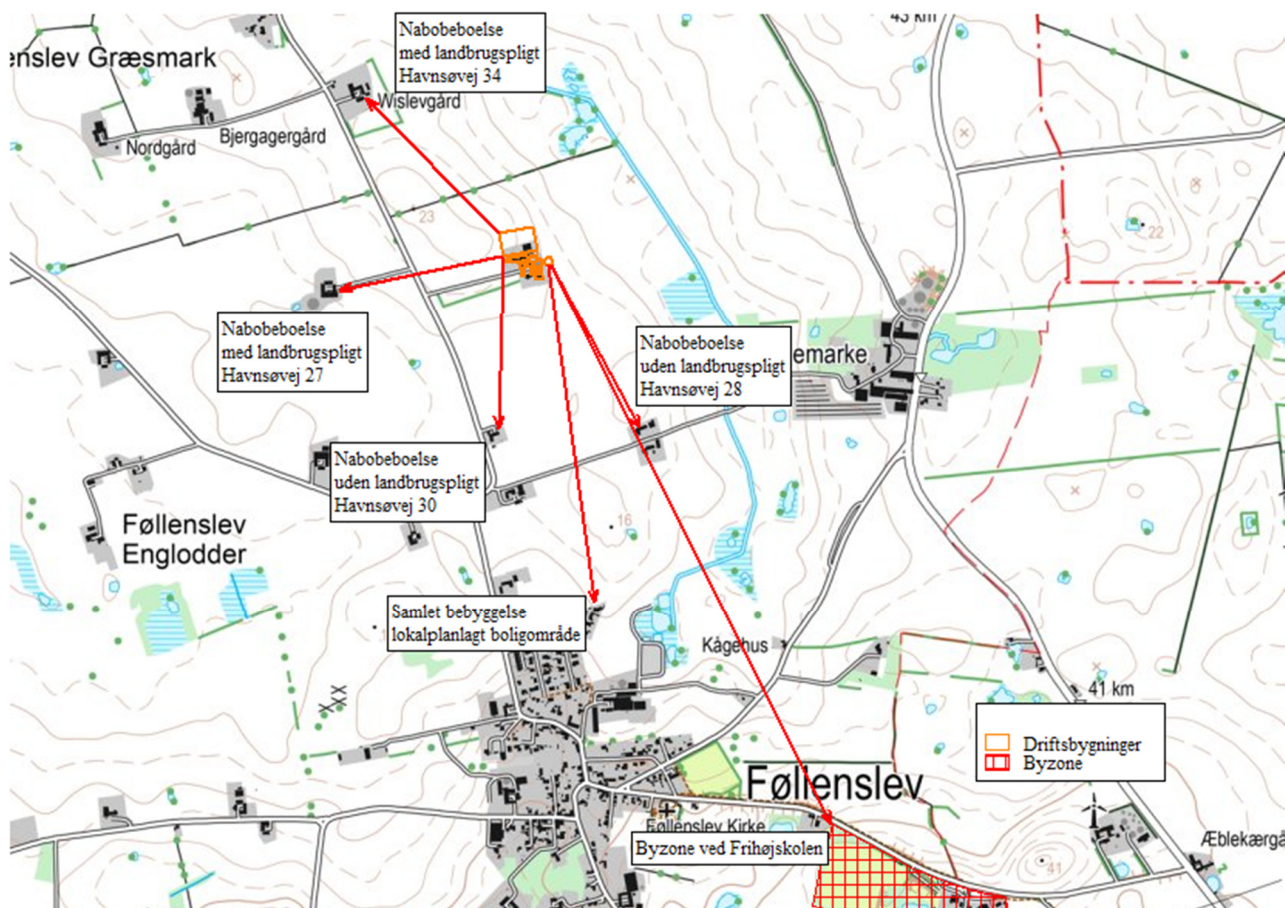 43 km
Nabobeboelse
med landbrugspligt
Havnsøvej 34
enslev Græsmark
Wislevgård
Bjergagergård
Nordgård
23
22
Nabobeboelse
med landbrugspligt
Havnsøvej 27
Nabobeboelse
uden landbrugspligt
Havnsøvej 28
emarke
Nabobeboelse
uden landbrugspligt
Havnsøvej 30
16
Føllenslev
Englodder
Samlet bebyggelse
lokalplanlagt boligområde
Kågehus
41 km
Driftsbygninger
Byzone
Føllenslev
Føllenslev Kirke
Byzone ved Frihøjskolen
Æblekærgå
41